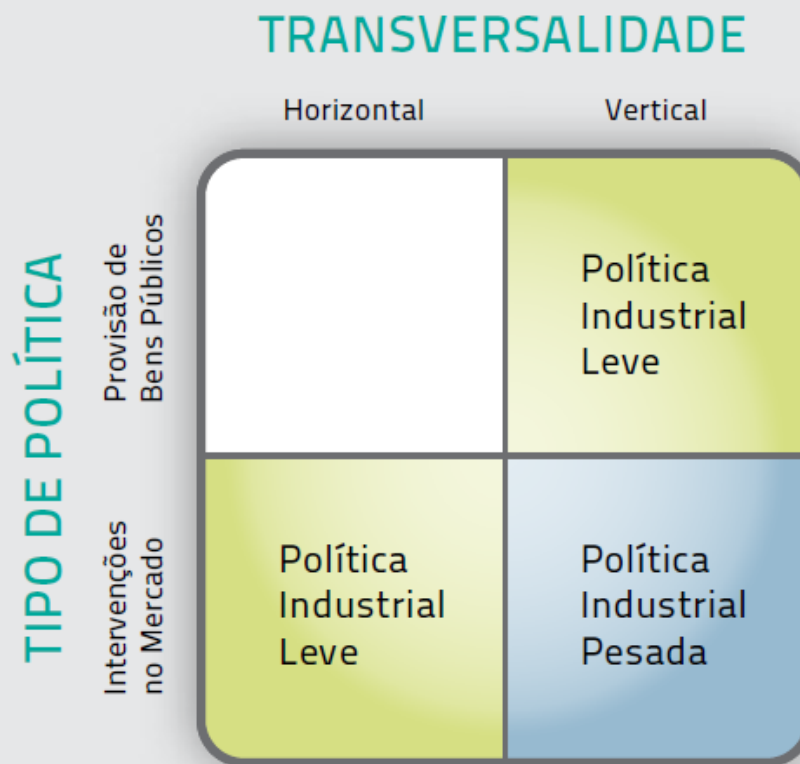 TRANSVERSALIDADE
Horizontal
Vertical
TIPO DE POLÍTICA
Provisão de
Bens Públicos
Política
Industrial
Leve
Intervenções
no Mercado
Política
Industrial
Leve
Política
Industrial
Pesada